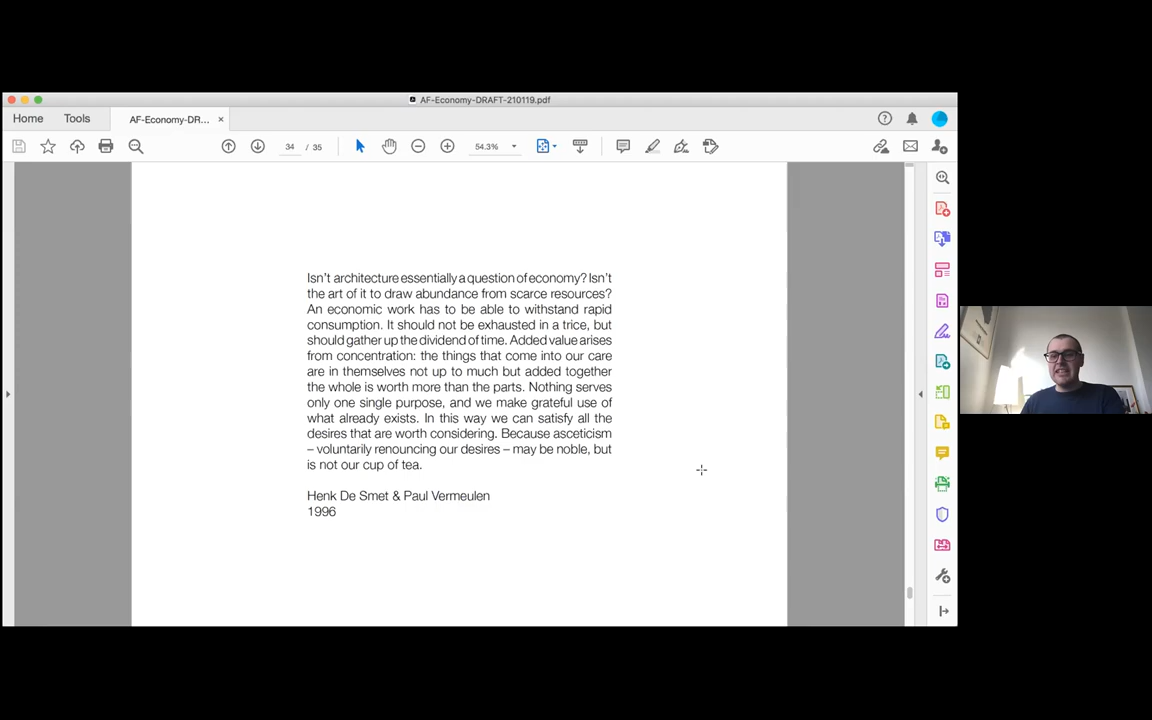 AF-Economy-DRAFT-210119.pdf
Home
Tools
AF-Economy-DR...
34 / 35
54.3%
Isn't architecture essentially a question of economy? Isn't
the art of it to draw abundance from scarce resources?
An economic work has to be able to withstand rapid
consumption. It should not be exhausted in a trice, but
should gather up the dividend of time. Added value arises
from concentration: the things that come into our care
are in themselves not up to much but added together
the whole is worth more than the parts. Nothing serves
only one single purpose, and we make grateful use of
what already exists. In this way we can satisfy all the
desires that are worth considering. Because asceticism
– voluntarily renouncing our desires – may be noble, but
is not our cup of tea.
Henk De Smet & Paul Vermeulen
1996